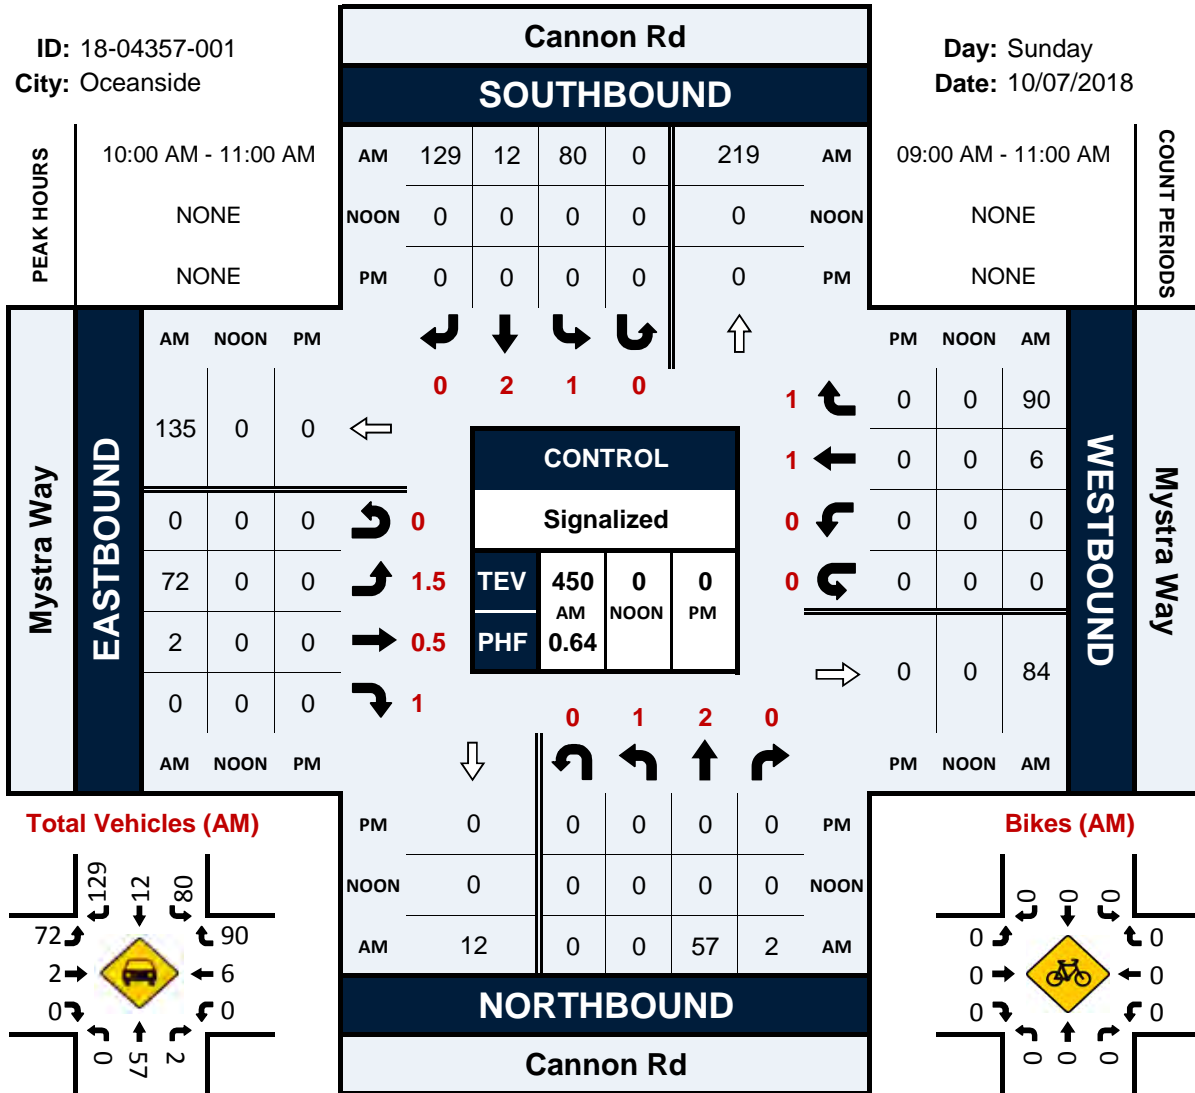 ID: 18-04357-001
City: Oceanside
Cannon Rd
SOUTHBOUND
Day: Sunday
Date: 10/07/2018
PEAK HOURS
10:00 AM - 11:00 AM
NONE
NONE
AM 129 12 80 0 219 AM
NOON 0 0 0 0 0 NOON
PM 0 0 0 0 0 PM
09:00 AM - 11:00 AM
NONE
NONE
COUNT PERIODS
0 2 1 0
Mystra Way
EASTBOUND
AM NOON PM
135 0 0
0 0 0 0
72 0 0 1.5
2 0 0 0.5
0 0 0 1
AM NOON PM
CONTROL
Signalized
TEV 450 0 0
AM NOON PM
PHF 0.64
PM NOON AM
1 0 0 90
1 0 0 6
0 0 0 0
0 0 0 0
0 0 84
PM NOON AM
WESTBOUND
Mystra Way
0 1 2 0
PM 0 0 0 0 0 PM
NOON 0 0 0 0 0 NOON
AM 12 0 0 57 2 AM
NORTHBOUND
Cannon Rd
Total Vehicles (AM)
129 12 80
72 90
2 6
0 0
0 57 2
Bikes (AM)
0 0 0
0 0
0 0
0 0
0 0 0